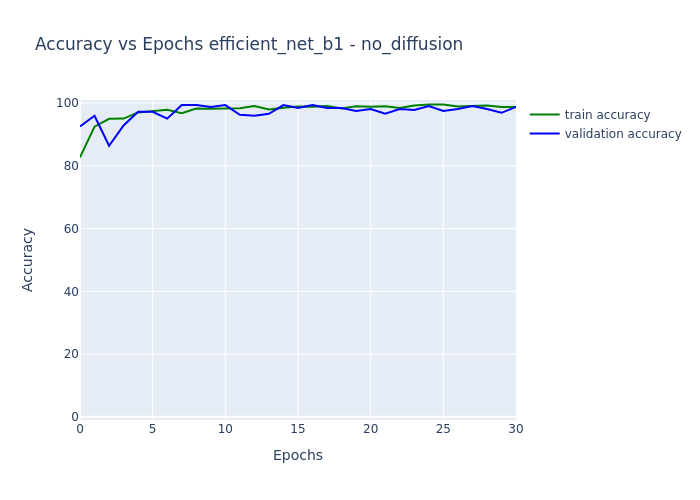 Accuracy vs Epochs efficient_net_b1 - no_diffusion
train accuracy
validation accuracy
Accuracy
100
80
60
40
20
0
0 5 10 15 20 25 30
Epochs